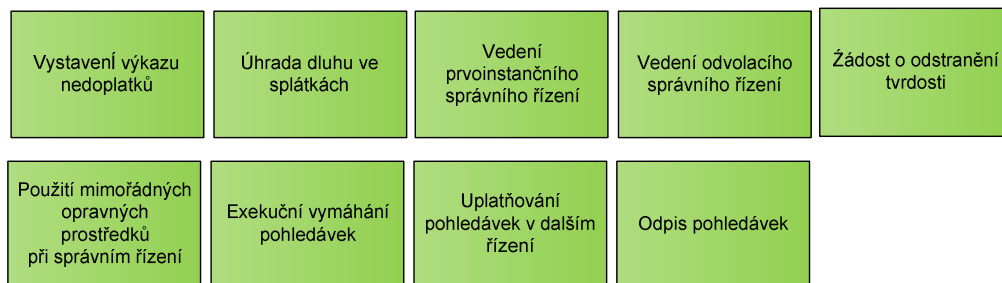 Vystavení výkazu
nedoplatků
Úhrada dluhu ve
splátkách
Vedení
prvoinstančního
správního řízení
Vedení odvolacího
správního řízení
Źádost o odstranění
tvrdosti
Použití mimořádných
opravných
prostředků
při správním řízení
Exekuční vymáhání
pohledávek
Uplatňování
pohledávek v dalším
řízení
Odpis pohledávek